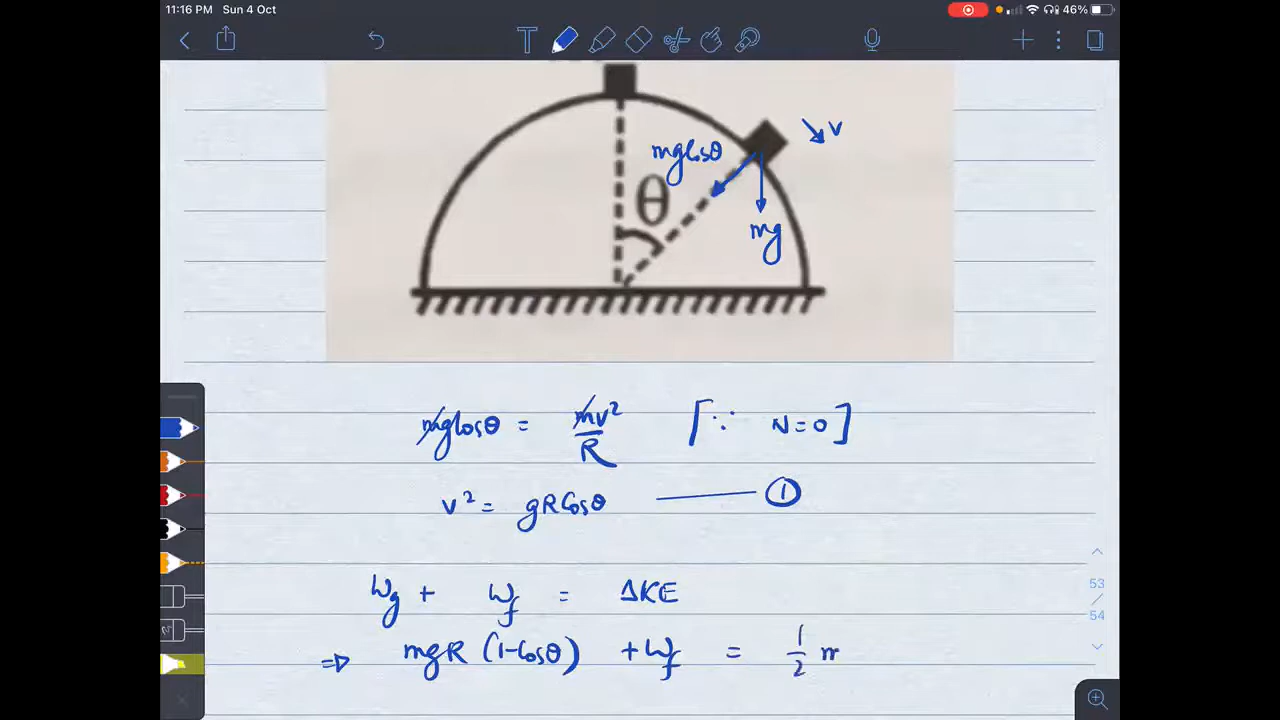 11:16 PM Sun 4 Oct 46%
T
v
mgCosθ
θ
mg
mgCosθ = mv²/R [∵ N=0]
v² = gRCosθ ——— ①
53
/
54
Wg + Wf = ΔKE
⇒ mgR (1-Cosθ) + Wf = 1/2 m